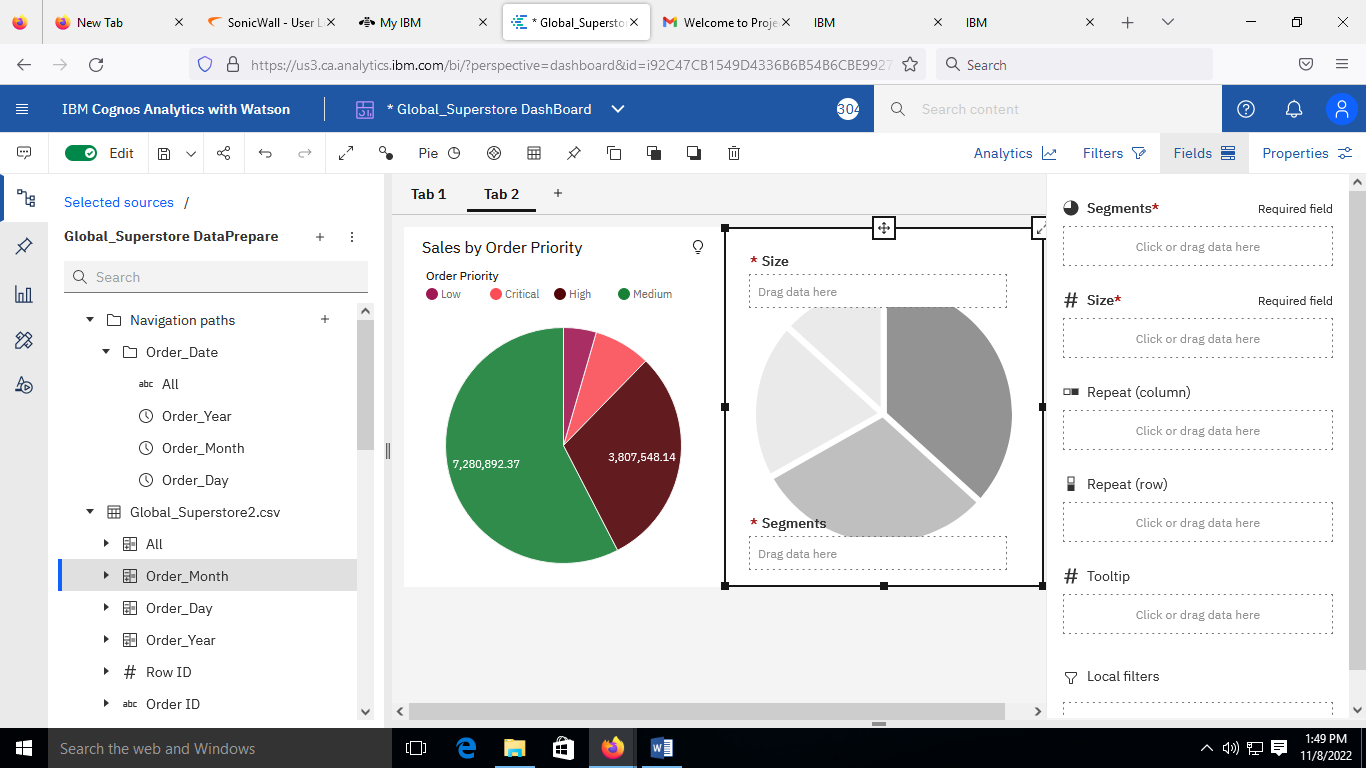 New Tab
SonicWall - User L
My IBM
* Global_Supersto
Welcome to Proje
IBM
IBM
https://us3.ca.analytics.ibm.com/bi/?perspective=dashboard&id=i92C47CB1549D4336B6B54B6CBE9927
Search
IBM Cognos Analytics with Watson
* Global_Superstore DashBoard
304
Search content
Edit
Pie
Analytics
Filters
Fields
Properties
Selected sources /
Global_Superstore DataPrepare
Search
Navigation paths
Order_Date
abc All
Order_Year
Order_Month
Order_Day
Global_Superstore2.csv
All
Order_Month
Order_Day
Order_Year
# Row ID
abc Order ID
Tab 1
Tab 2
+
Sales by Order Priority
Order Priority
Low
Critical
High
Medium
7,280,892.37
3,807,548.14
* Size
Drag data here
* Segments
Drag data here
Segments*
Required field
Click or drag data here
# Size*
Required field
Click or drag data here
Repeat (column)
Click or drag data here
Repeat (row)
Click or drag data here
# Tooltip
Click or drag data here
Local filters
Search the web and Windows
1:49 PM
11/8/2022